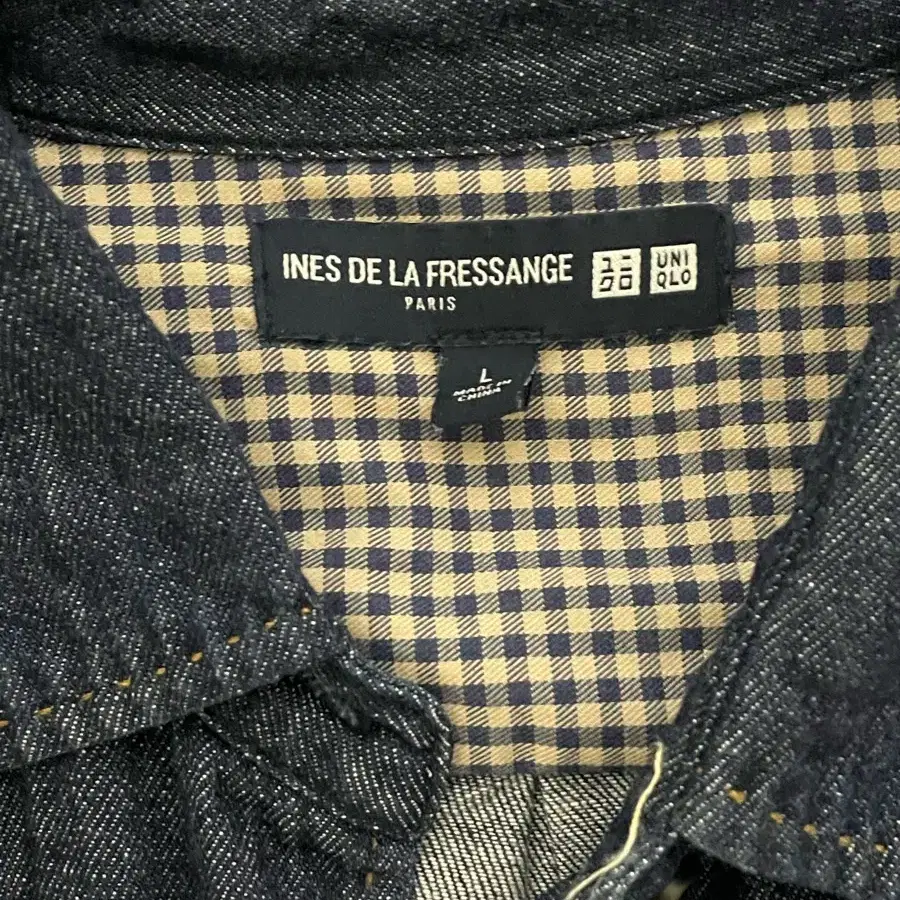 INES DE LA FRESSANGE
PARIS
ユニ
クロ
UNI
QLO
L
MADE IN
CHINA